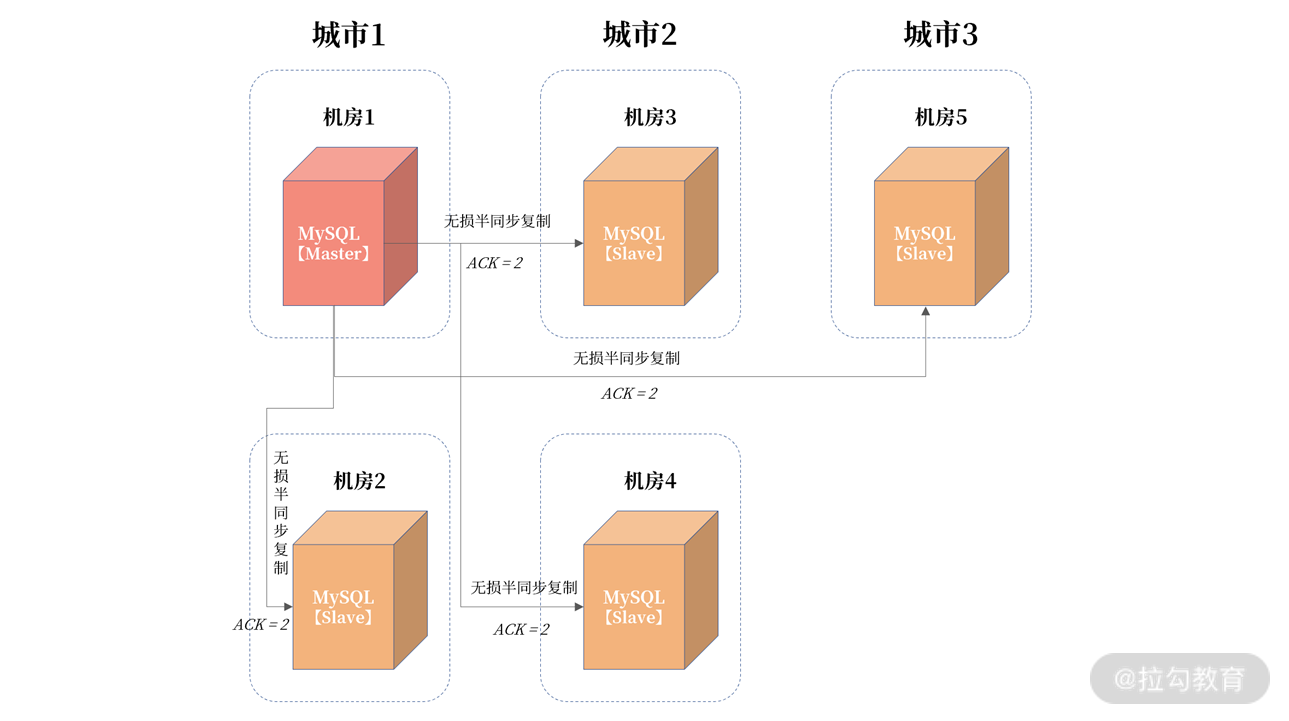 城市1
城市2
城市3
机房1
MySQL
【Master】
无损半同步复制
ACK = 2
机房3
MySQL
【Slave】
机房5
MySQL
【Slave】
无损半同步复制
ACK = 2
无损半同步复制
ACK = 2
机房2
MySQL
【Slave】
无损半同步复制
ACK = 2
机房4
MySQL
【Slave】
@拉勾教育